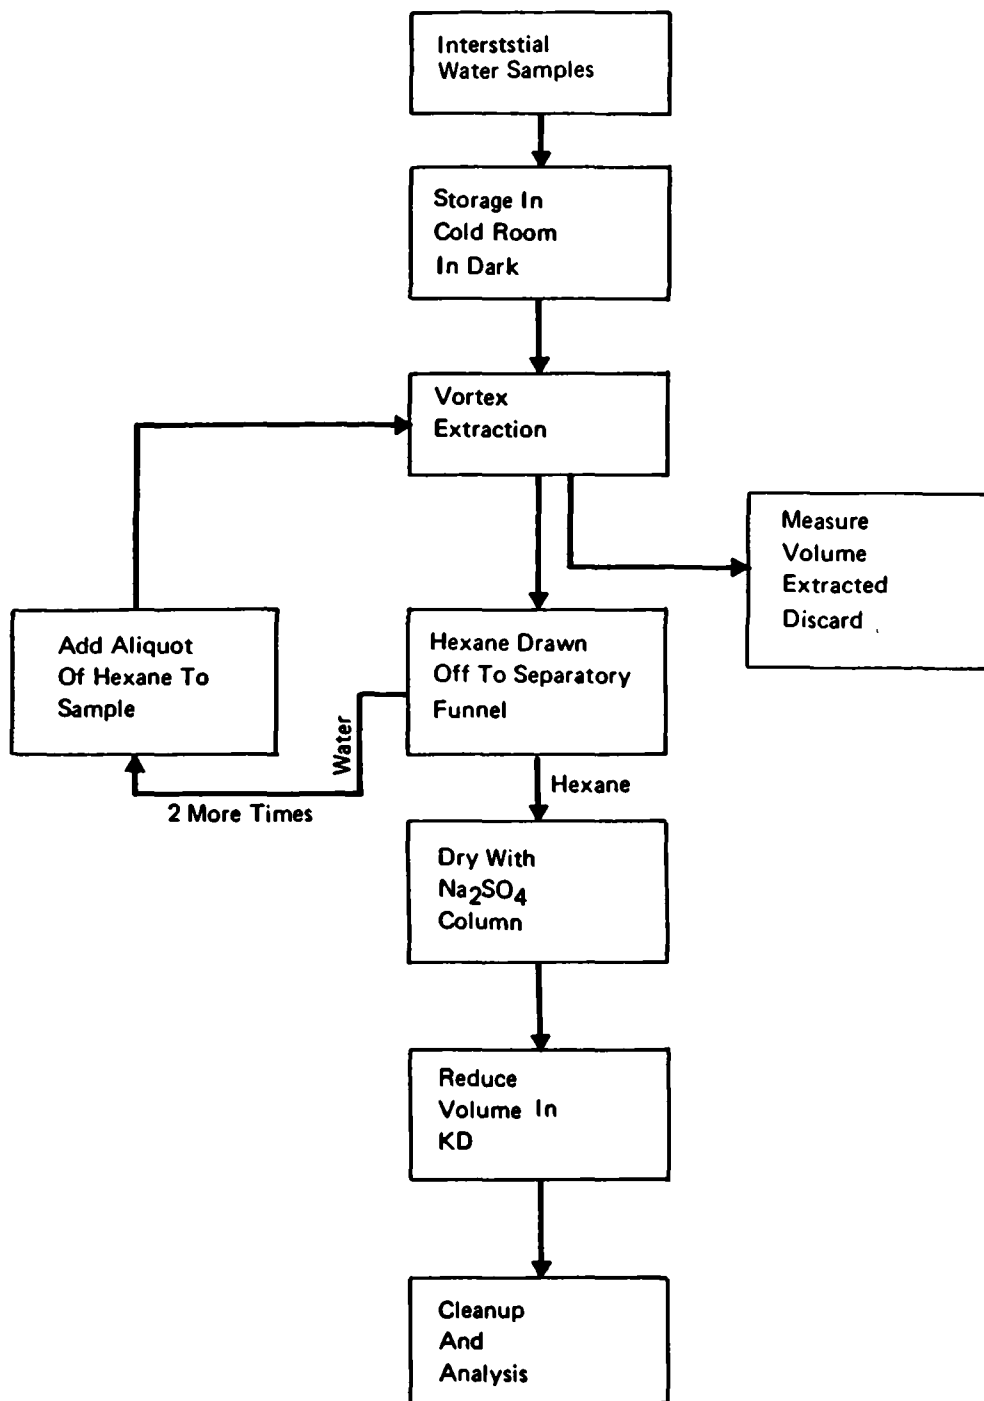 Interststial
Water Samples
Storage In
Cold Room
In Dark
Vortex
Extraction
Measure
Volume
Extracted
Discard
Add Aliquot
Of Hexane To
Sample
Hexane Drawn
Off To Separatory
Funnel
Water
2 More Times
Hexane
Dry With
Na₂SO₄
Column
Reduce
Volume In
KD
Cleanup
And
Analysis